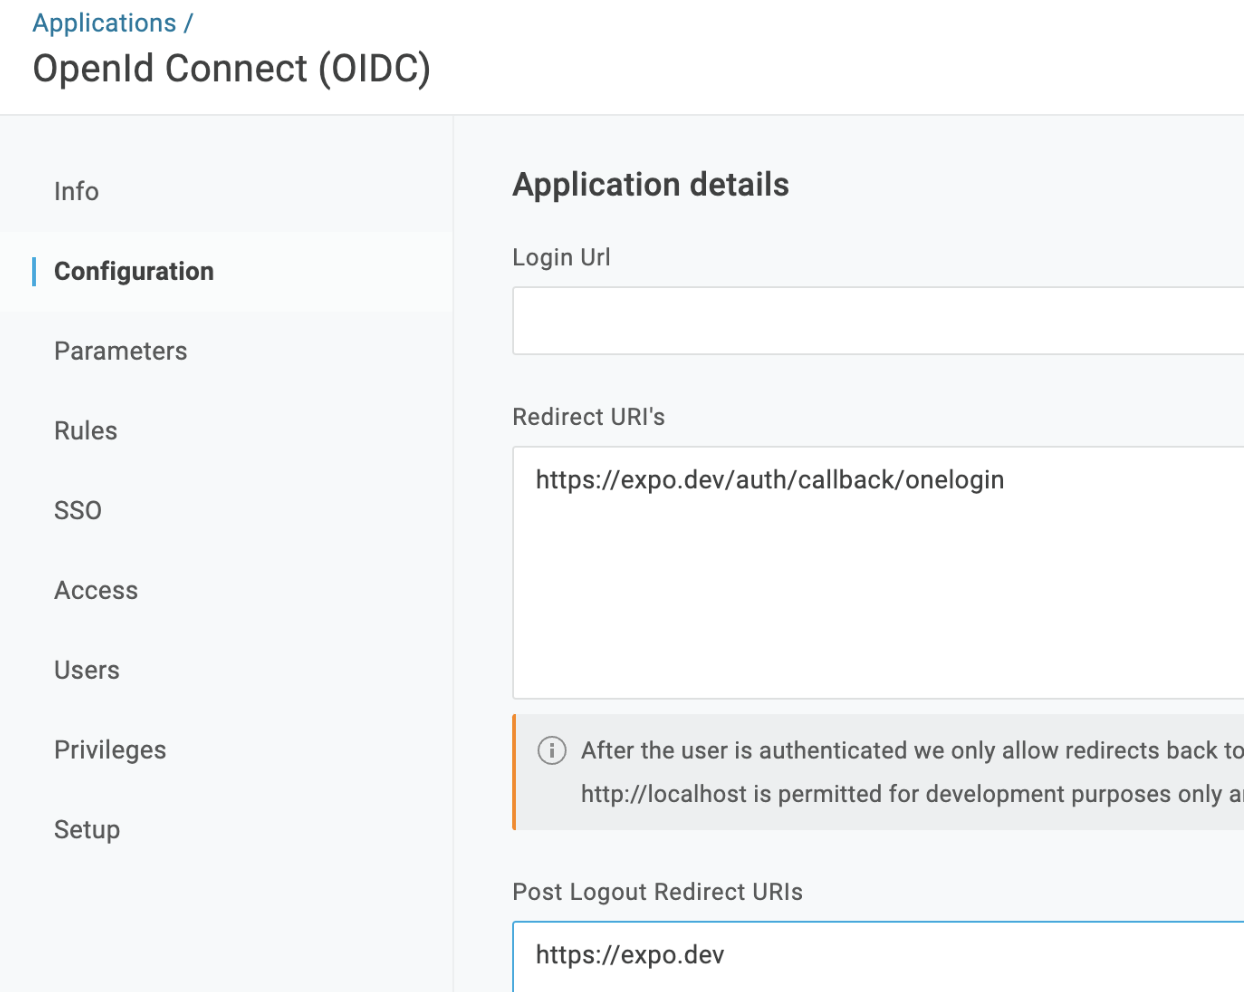 Applications /
OpenId Connect (OIDC)
Info
Configuration
Parameters
Rules
SSO
Access
Users
Privileges
Setup
Application details
Login Url
Redirect URI's
https://expo.dev/auth/callback/onelogin
After the user is authenticated we only allow redirects back to
http://localhost is permitted for development purposes only
Post Logout Redirect URIs
https://expo.dev